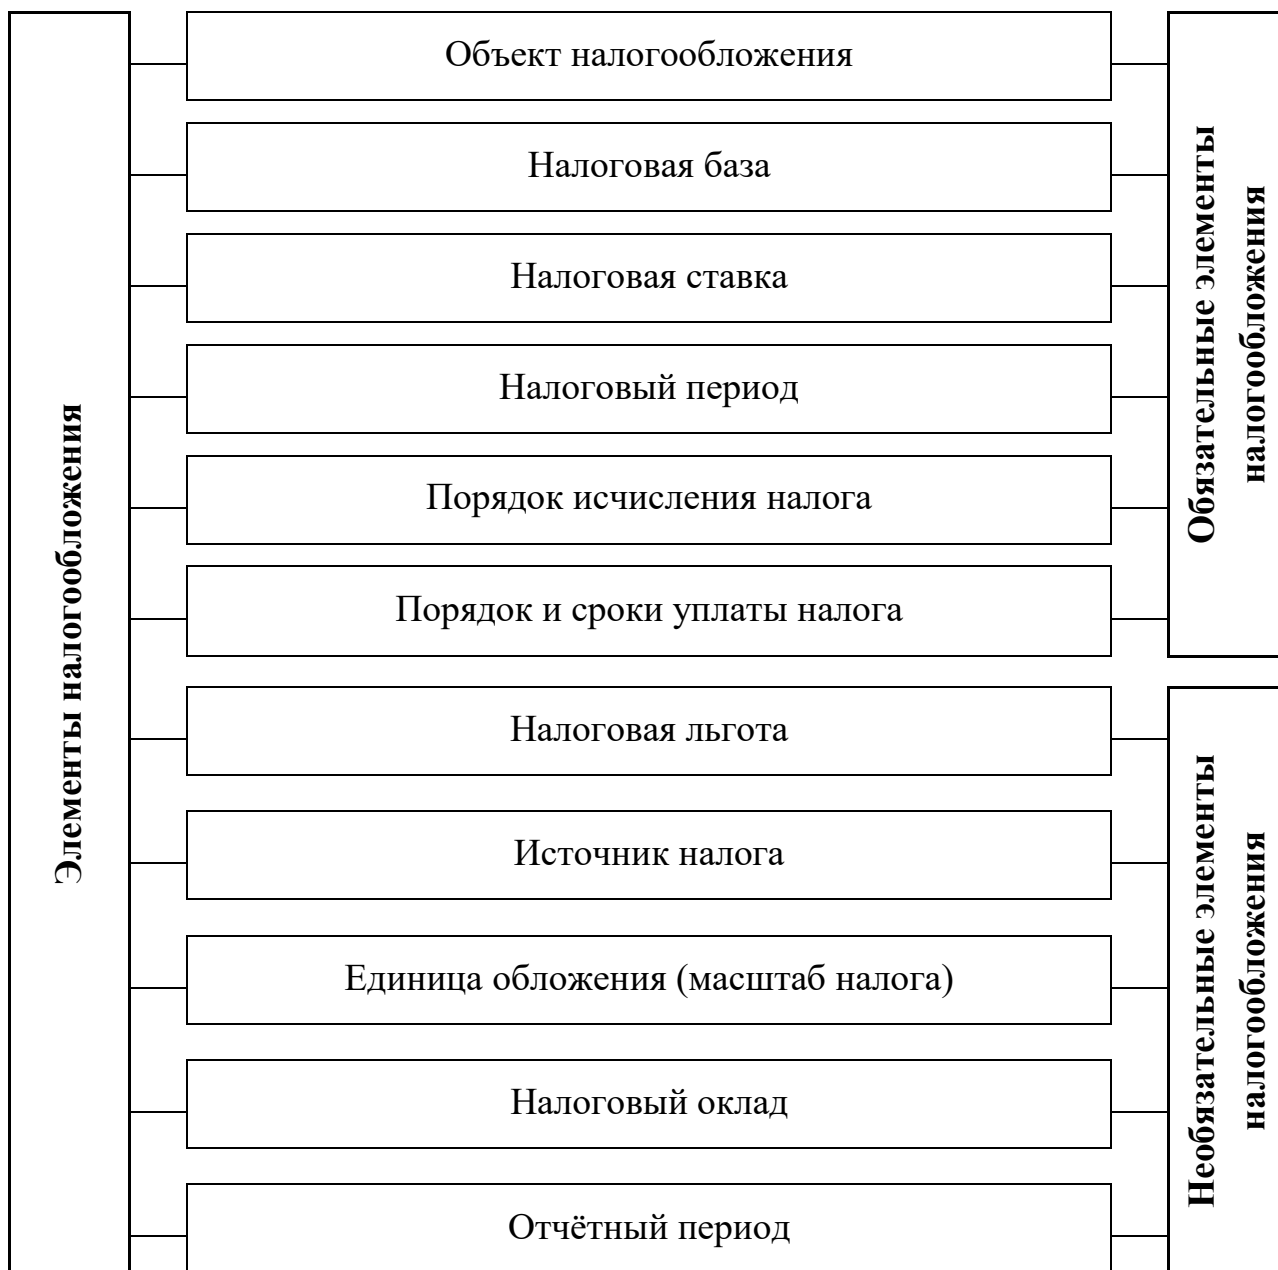 Элементы налогообложения
Объект налогообложения
Налоговая база
Налоговая ставка
Налоговый период
Порядок исчисления налога
Порядок и сроки уплаты налога
Налоговая льгота
Источник налога
Единица обложения (масштаб налога)
Налоговый оклад
Отчётный период
Обязательные элементы
налогообложения
Необязательные элементы
налогообложения